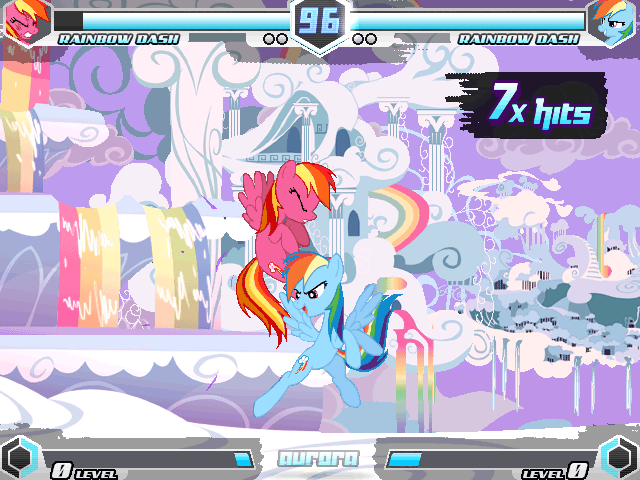 96
RAINBOW DASH
RAINBOW DASH
7x hits
0 LEVEL
aurora
LEVEL 0